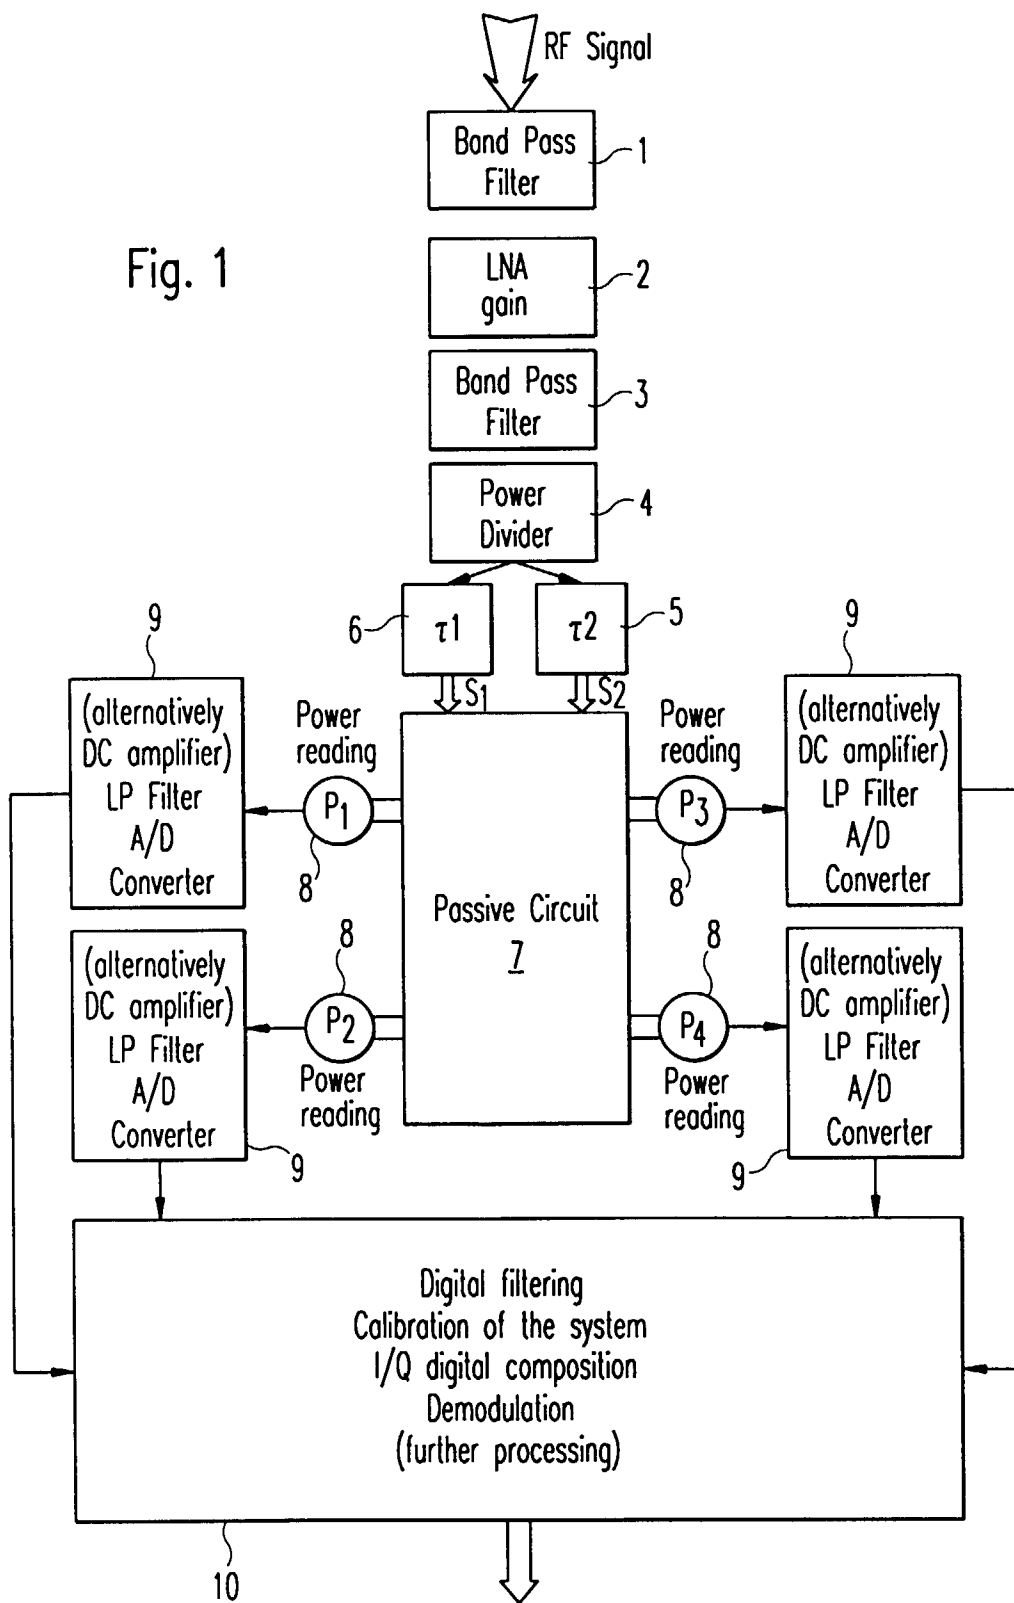 RF Signal
Band Pass
Filter
1
Fig. 1
LNA
gain
2
Band Pass
Filter
3
Power
Divider
4
6
τ1
τ2
5
S1
S2
9
(alternatively
DC amplifier)
LP Filter
A/D
Converter
Power
reading
P1
8
Power
reading
P3
8
9
(alternatively
DC amplifier)
LP Filter
A/D
Converter
Passive Circuit
7
(alternatively
DC amplifier)
LP Filter
A/D
Converter
9
8
P2
Power
reading
8
P4
Power
reading
(alternatively
DC amplifier)
LP Filter
A/D
Converter
9
Digital filtering
Calibration of the system
I/Q digital composition
Demodulation
(further processing)
10